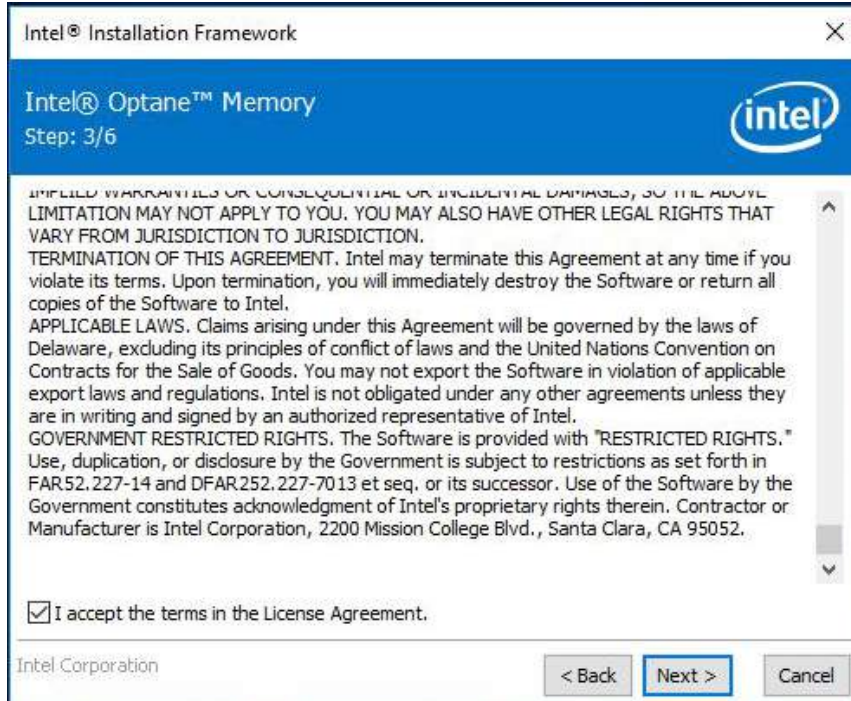 Intel® Installation Framework
Intel® Optane™ Memory
Step: 3/6
intel
IMPLIED WARRANTIES OR CONSEQUENTIAL OR INCIDENTAL DAMAGES, SO THE ABOVE
LIMITATION MAY NOT APPLY TO YOU. YOU MAY ALSO HAVE OTHER LEGAL RIGHTS THAT
VARY FROM JURISDICTION TO JURISDICTION.
TERMINATION OF THIS AGREEMENT. Intel may terminate this Agreement at any time if you
violate its terms. Upon termination, you will immediately destroy the Software or return all
copies of the Software to Intel.
APPLICABLE LAWS. Claims arising under this Agreement will be governed by the laws of
Delaware, excluding its principles of conflict of laws and the United Nations Convention on
Contracts for the Sale of Goods. You may not export the Software in violation of applicable
export laws and regulations. Intel is not obligated under any other agreements unless they
are in writing and signed by an authorized representative of Intel.
GOVERNMENT RESTRICTED RIGHTS. The Software is provided with "RESTRICTED RIGHTS."
Use, duplication, or disclosure by the Government is subject to restrictions as set forth in
FAR52.227-14 and DFAR252.227-7013 et seq. or its successor. Use of the Software by the
Government constitutes acknowledgment of Intel's proprietary rights therein. Contractor or
Manufacturer is Intel Corporation, 2200 Mission College Blvd., Santa Clara, CA 95052.
I accept the terms in the License Agreement.
Intel Corporation
< Back
Next >
Cancel